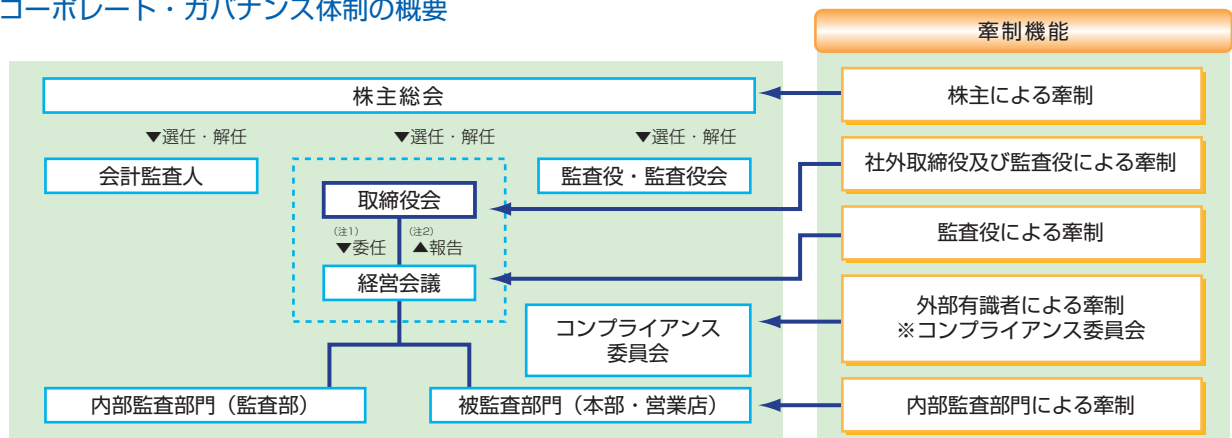 コーポレート・ガバナンス体制の概要
牽制機能
株主総会
株主による牽制
▼選任・解任
▼選任・解任
▼選任・解任
会計監査人
監査役・監査役会
社外取締役及び監査役による牽制
取締役会
(注1)
▼委任
(注2)
▲報告
監査役による牽制
経営会議
コンプライアンス
委員会
外部有識者による牽制
※コンプライアンス委員会
内部監査部門（監査部）
被監査部門（本部・営業店）
内部監査部門による牽制